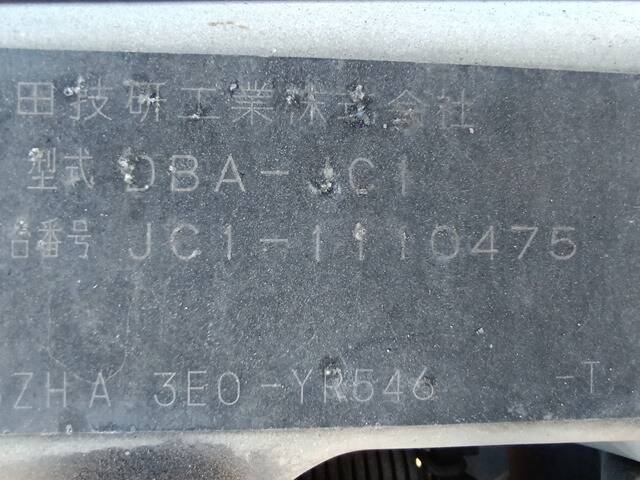 田技研工業株式会社
型式 DBA-JC1
台番号 JC1-1110475
ZHA 3E0-YR546 -T